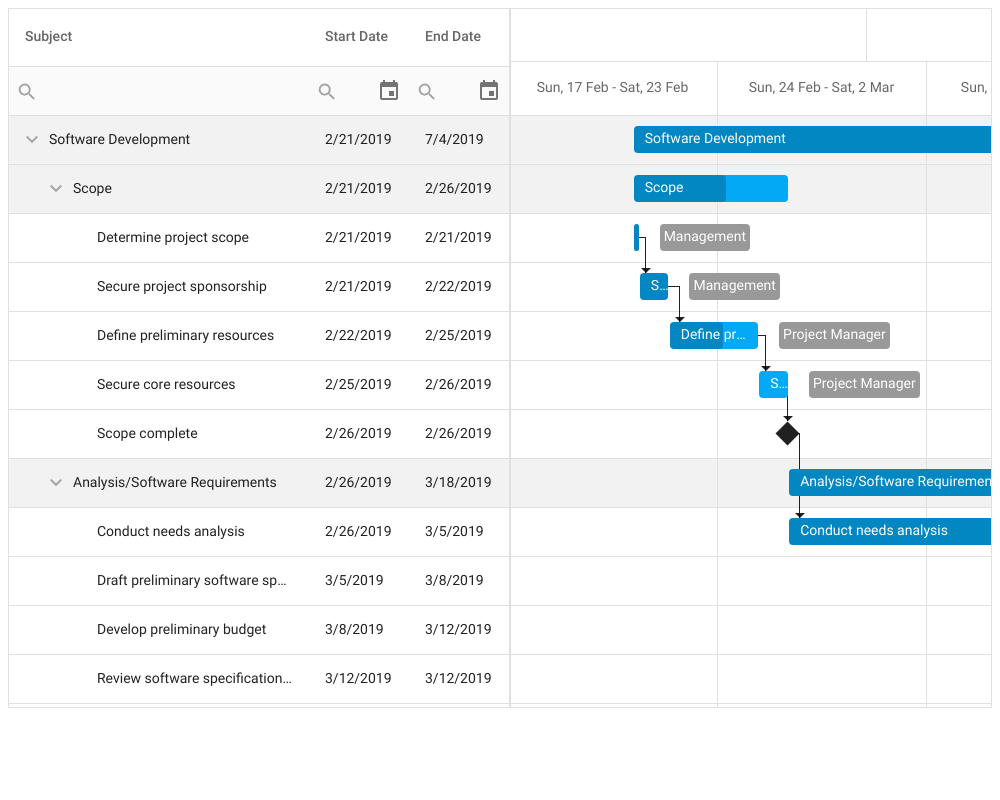 Subject Start Date End Date
Sun, 17 Feb - Sat, 23 Feb Sun, 24 Feb - Sat, 2 Mar Sun,
Software Development 2/21/2019 7/4/2019 Software Development
Scope 2/21/2019 2/26/2019 Scope
Determine project scope 2/21/2019 2/21/2019 Management
Secure project sponsorship 2/21/2019 2/22/2019 S... Management
Define preliminary resources 2/22/2019 2/25/2019 Define pr... Project Manager
Secure core resources 2/25/2019 2/26/2019 S... Project Manager
Scope complete 2/26/2019 2/26/2019
Analysis/Software Requirements 2/26/2019 3/18/2019 Analysis/Software Requiremen
Conduct needs analysis 2/26/2019 3/5/2019 Conduct needs analysis
Draft preliminary software sp... 3/5/2019 3/8/2019
Develop preliminary budget 3/8/2019 3/12/2019
Review software specification... 3/12/2019 3/12/2019